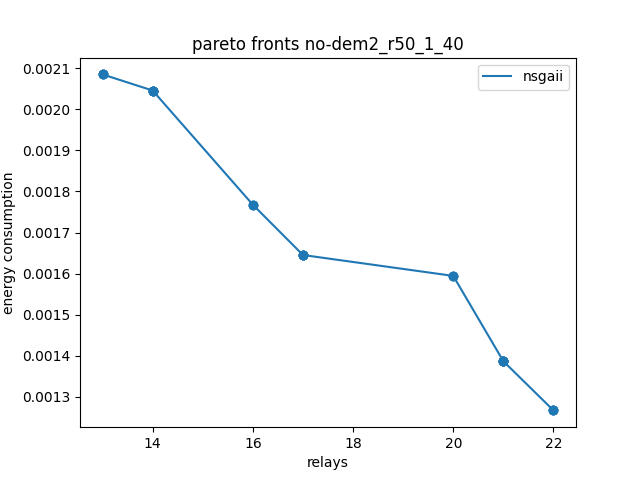 pareto fronts no-dem2_r50_1_40
nsgaii
0.0021
0.0020
0.0019
0.0018
0.0017
0.0016
0.0015
0.0014
0.0013
energy consumption
14 16 18 20 22
relays